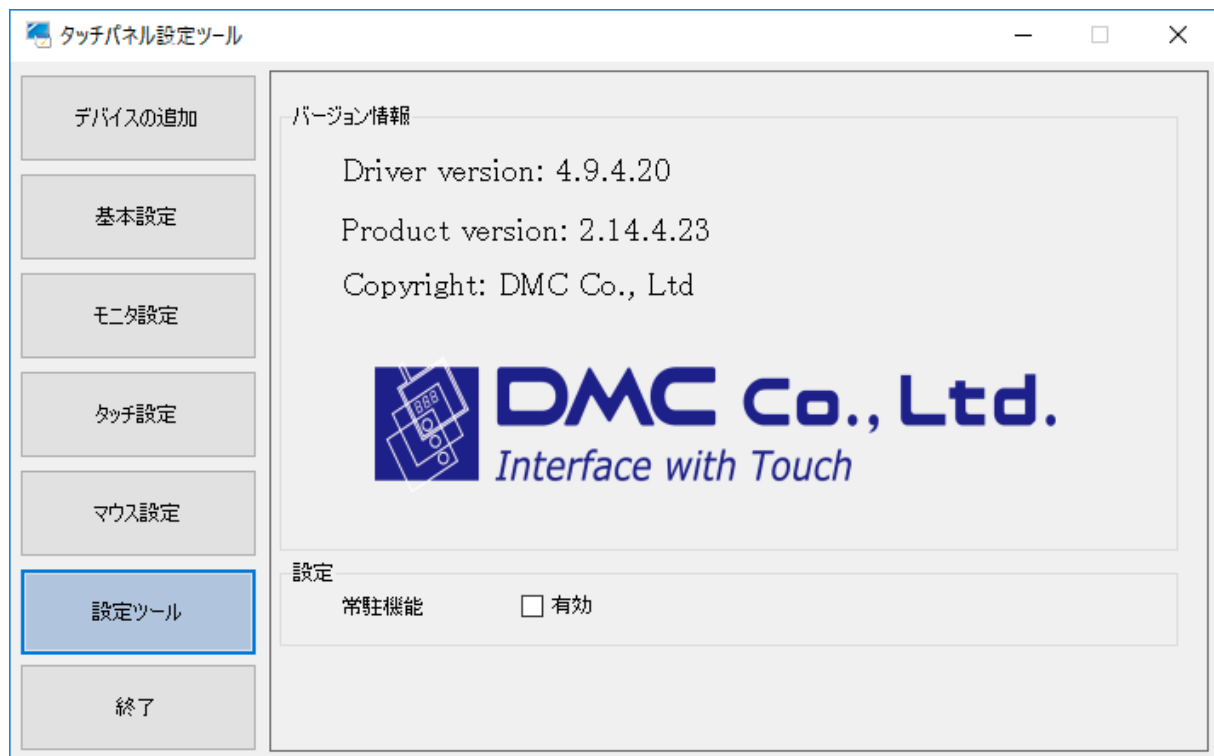 タッチパネル設定ツール
デバイスの追加
基本設定
モニタ設定
タッチ設定
マウス設定
設定ツール
終了
バージョン情報
Driver version: 4.9.4.20
Product version: 2.14.4.23
Copyright: DMC Co., Ltd
888
DMC Co., Ltd.
Interface with Touch
設定
常駐機能 有効